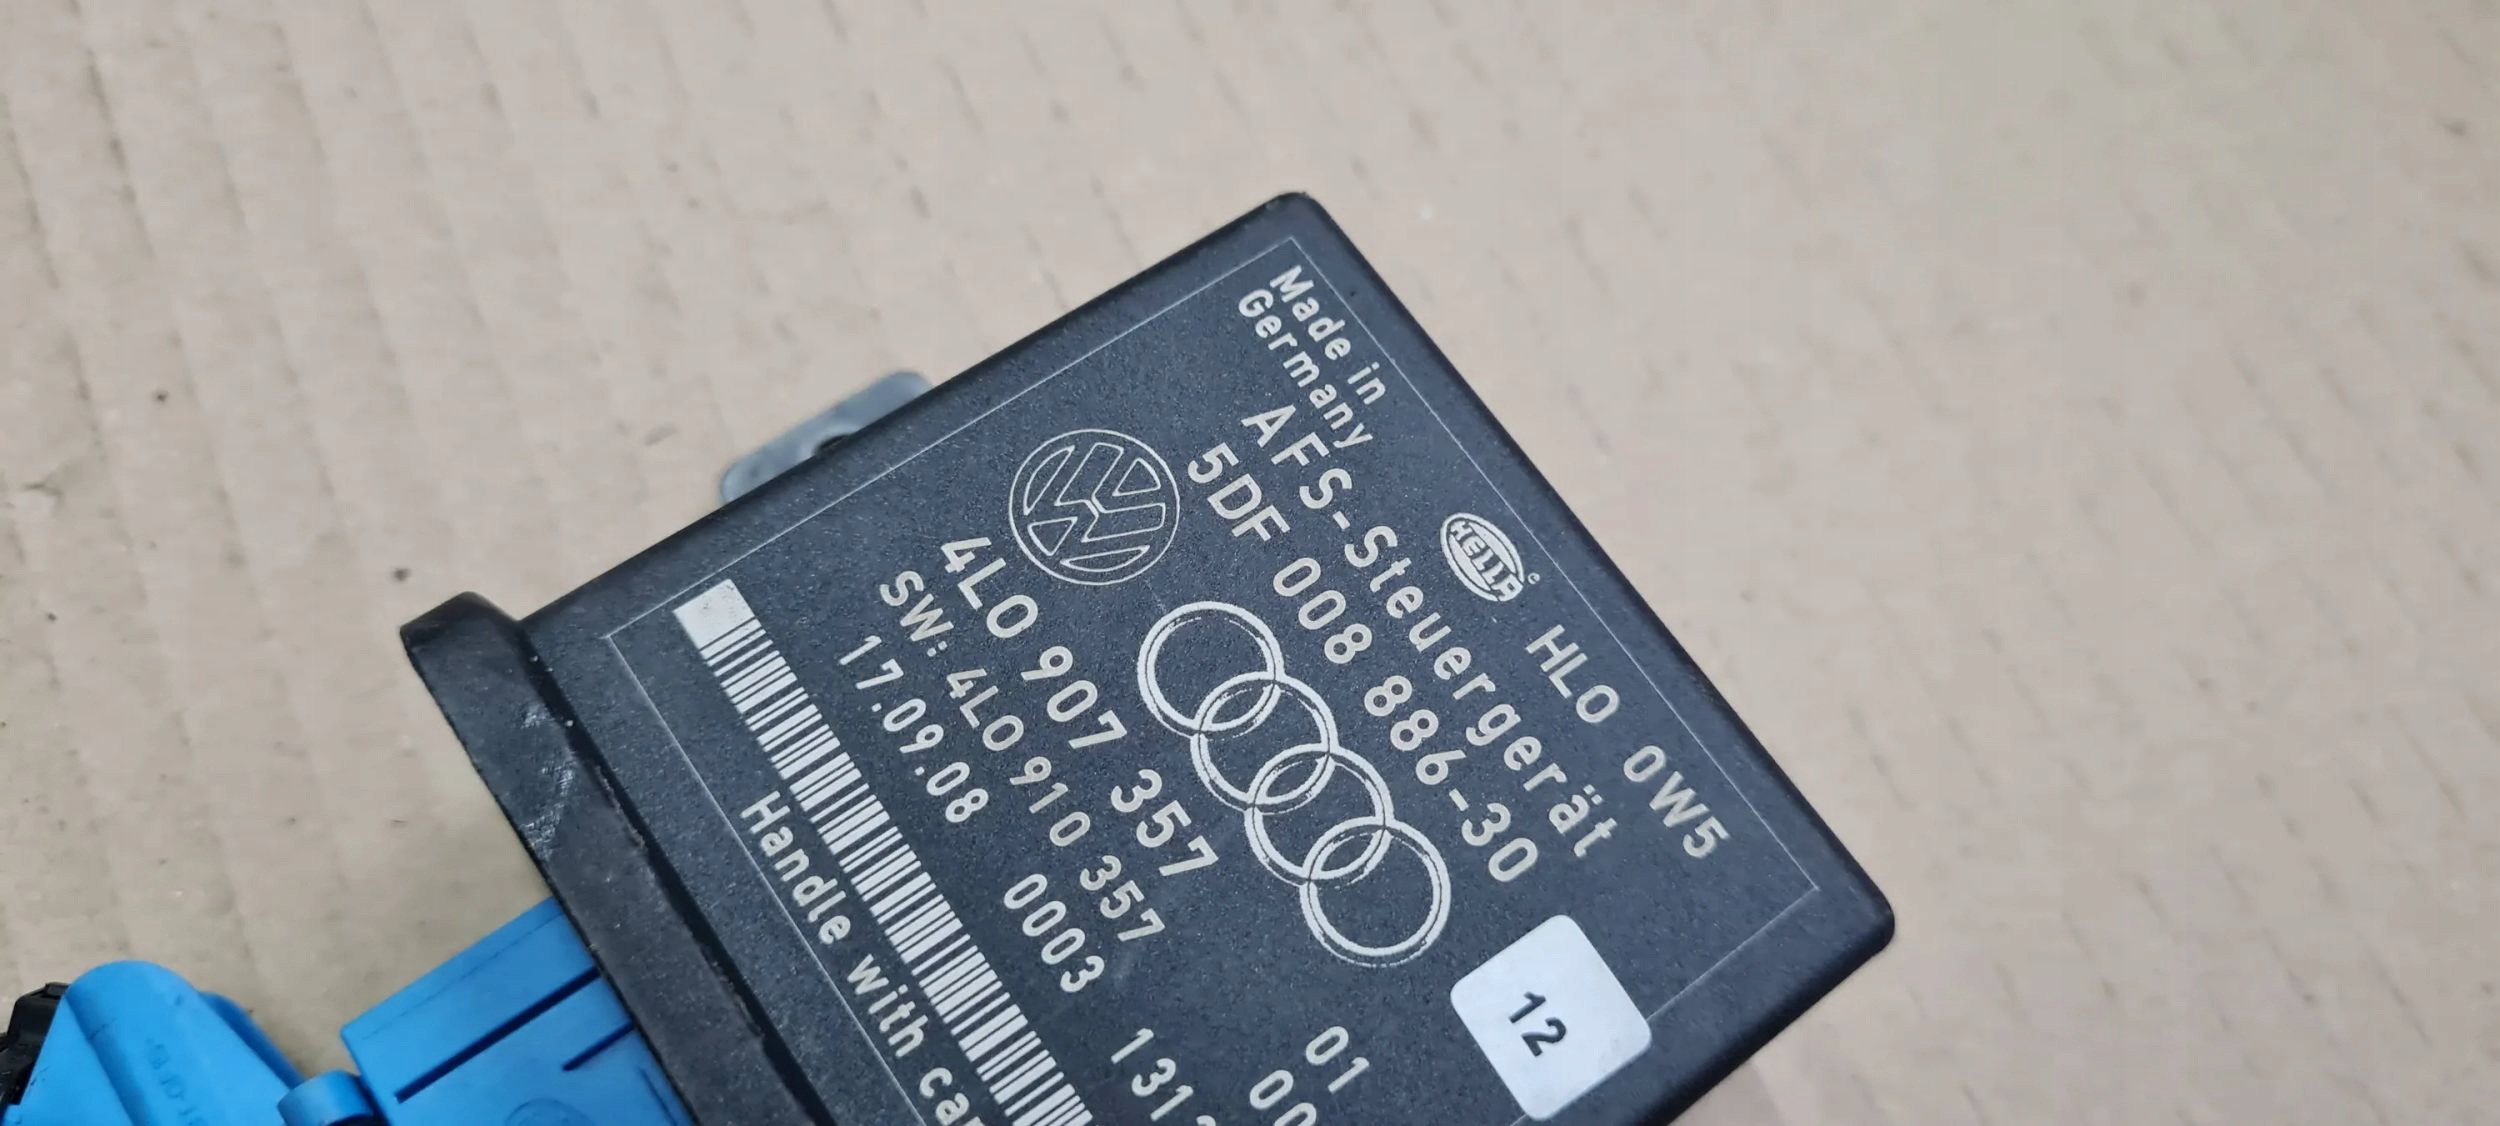 Made in
Germany
HELLA
HLO 0W5
AFS-Steuergerät
5DF 008 886-30
4L0 907 357
01
SW: 4L0 910 357
00
17.09.08 0003
Handle with
12